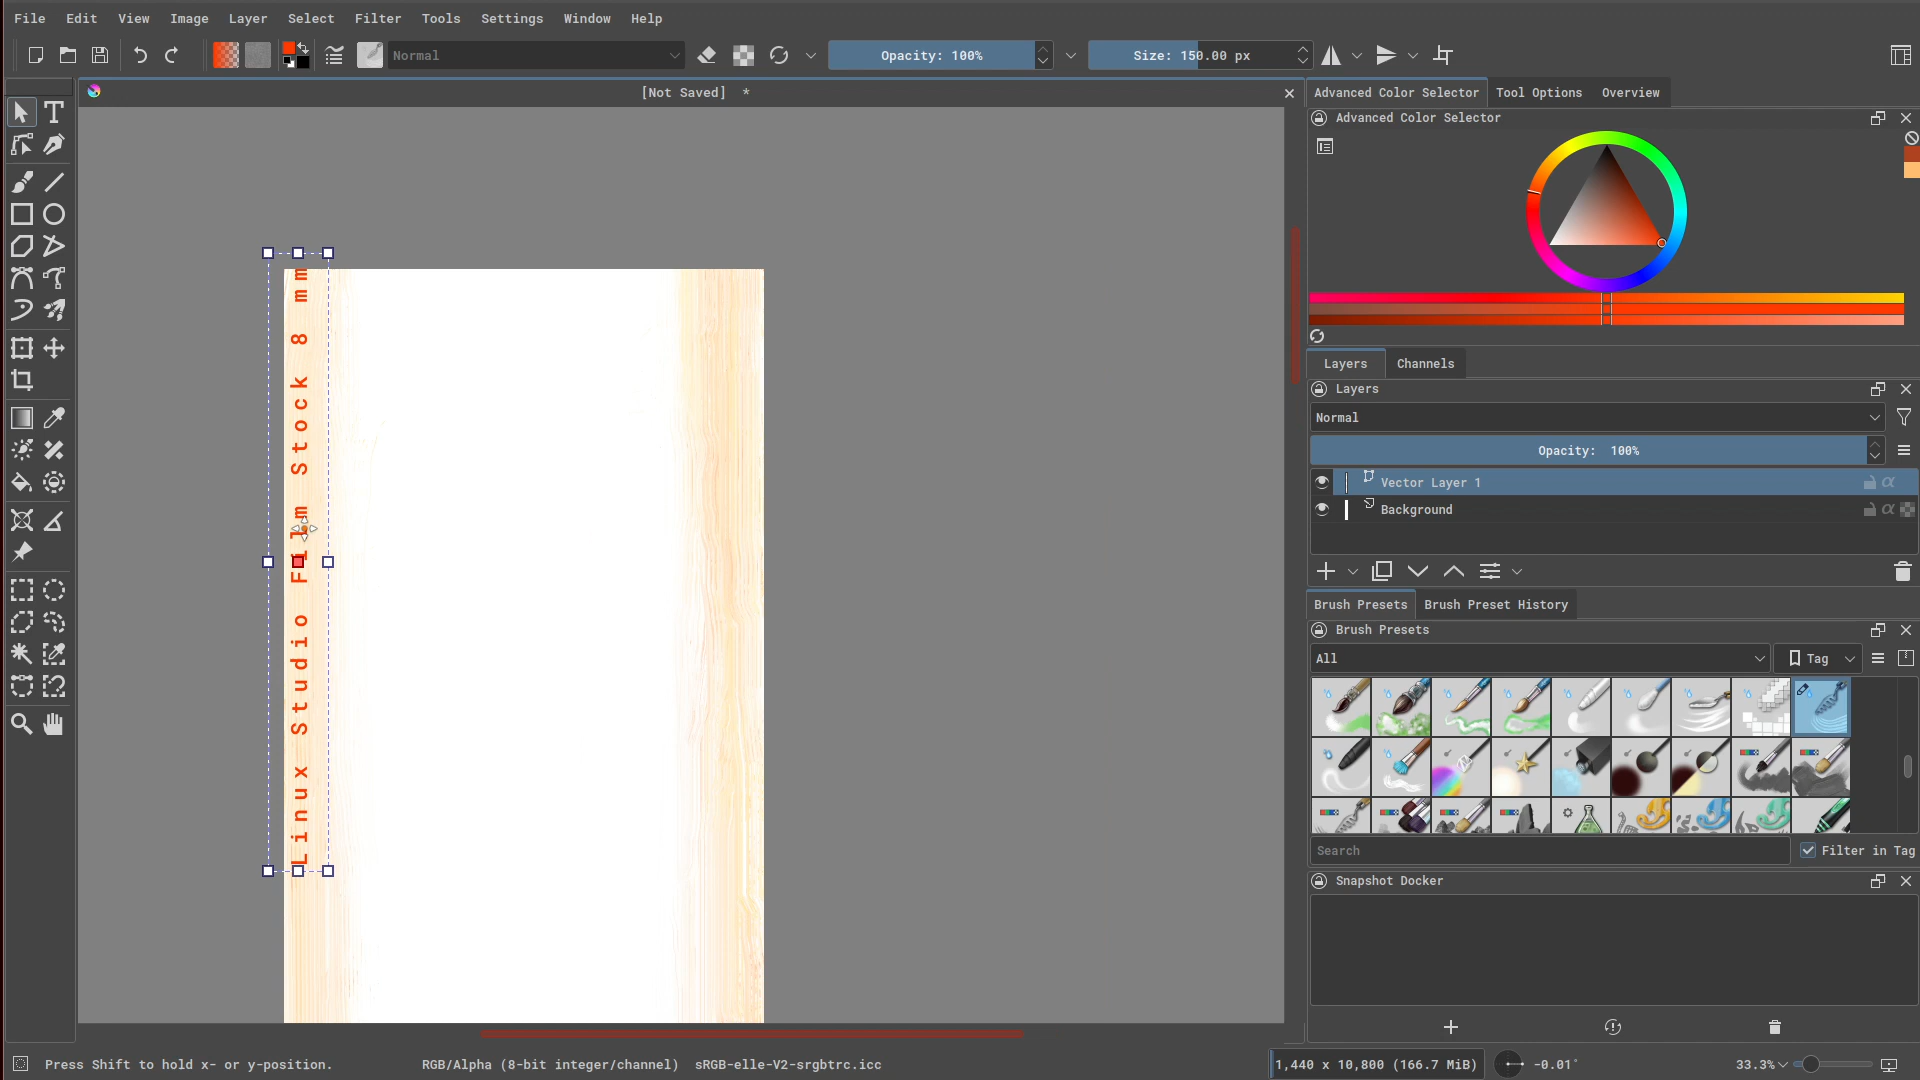 File Edit View Image Layer Select Filter Tools Settings Window Help
Normal
Opacity: 100%
Size: 150.00 px
[Not Saved] *
Advanced Color Selector Tool Options Overview
Advanced Color Selector
Layers Channels
Layers
Normal
Opacity: 100%
Vector Layer 1
Background
Brush Presets Brush Preset History
Brush Presets
All
Tag
Search
Filter in Tag
Snapshot Docker
Linux Studio Film Stock 8 mm
Press Shift to hold x- or y-position.
RGB/Alpha (8-bit integer/channel) sRGB-elle-V2-srgbtrc.icc
1,440 x 10,800 (166.7 MiB)
-0.01°
33.3%